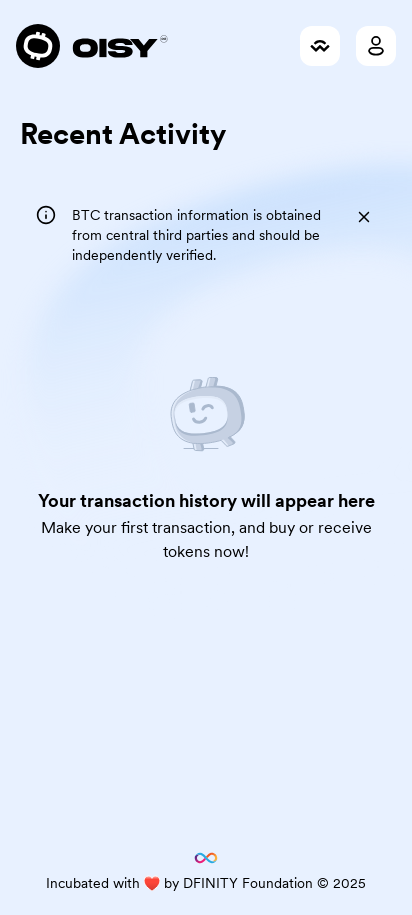 OISY
Recent Activity
BTC transaction information is obtained
from central third parties and should be
independently verified.
Your transaction history will appear here
Make your first transaction, and buy or receive
tokens now!
Incubated with ❤️ by DFINITY Foundation © 2025